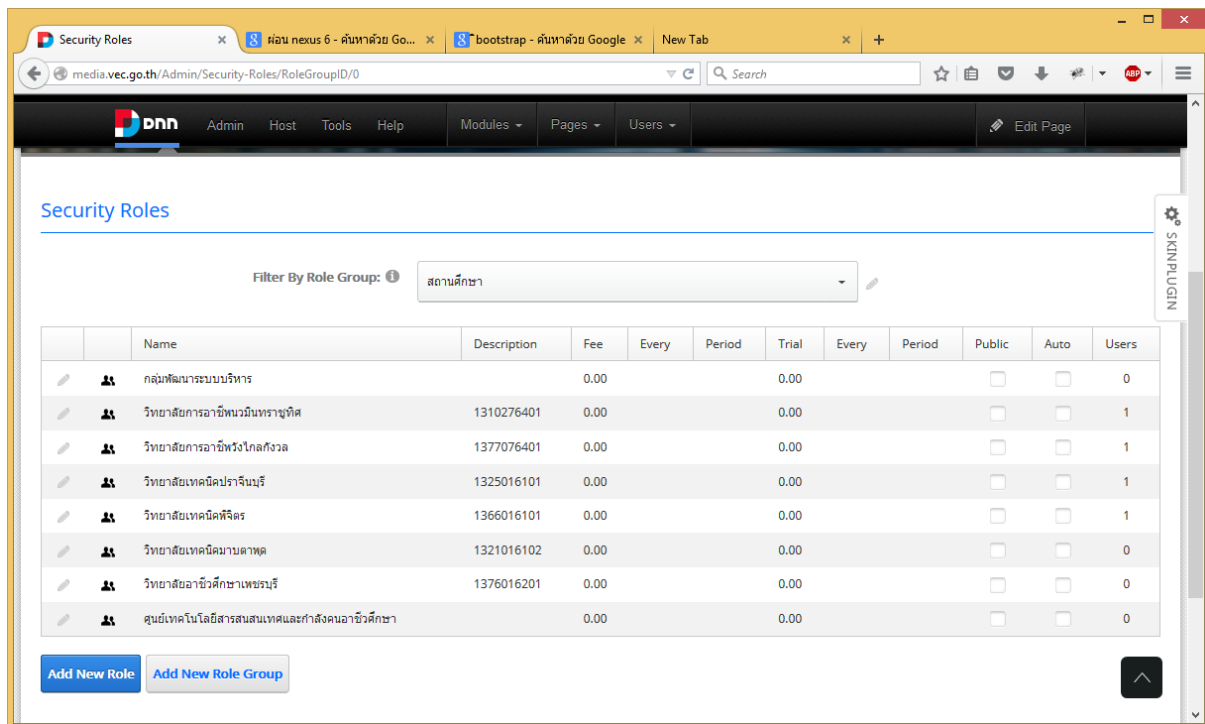 Security Roles
ผ่อน nexus 6 - ค้นหาด้วย Go...
bootstrap - ค้นหาด้วย Google
New Tab
media.vec.go.th/Admin/Security-Roles/RoleGroupID/0
Search
ABP
DNN Admin Host Tools Help Modules Pages Users Edit Page
Security Roles
SKINPLUGIN
Filter By Role Group: สถานศึกษา
Name Description Fee Every Period Trial Every Period Public Auto Users
กลุ่มพัฒนาระบบบริหาร 0.00 0.00 0
วิทยาลัยการอาชีพนวมินทราชูทิศ 1310276401 0.00 0.00 1
วิทยาลัยการอาชีพวังไกลกังวล 1377076401 0.00 0.00 1
วิทยาลัยเทคนิคปราจีนบุรี 1325016101 0.00 0.00 1
วิทยาลัยเทคนิคพิจิตร 1366016101 0.00 0.00 1
วิทยาลัยเทคนิคมาบตาพุด 1321016102 0.00 0.00 0
วิทยาลัยอาชีวศึกษาเพชรบุรี 1376016201 0.00 0.00 0
ศูนย์เทคโนโลยีสารสนสนเทศและกำลังคนอาชีวศึกษา 0.00 0.00 0
Add New Role Add New Role Group